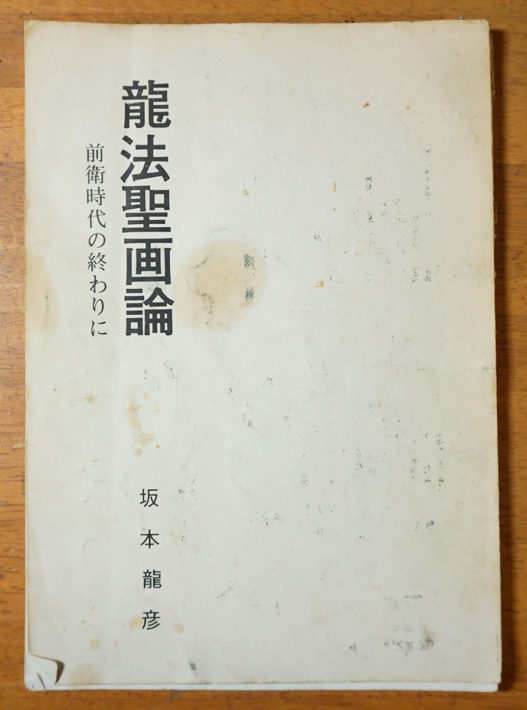 龍法聖画論
前衛時代の終わりに
坂本龍彦